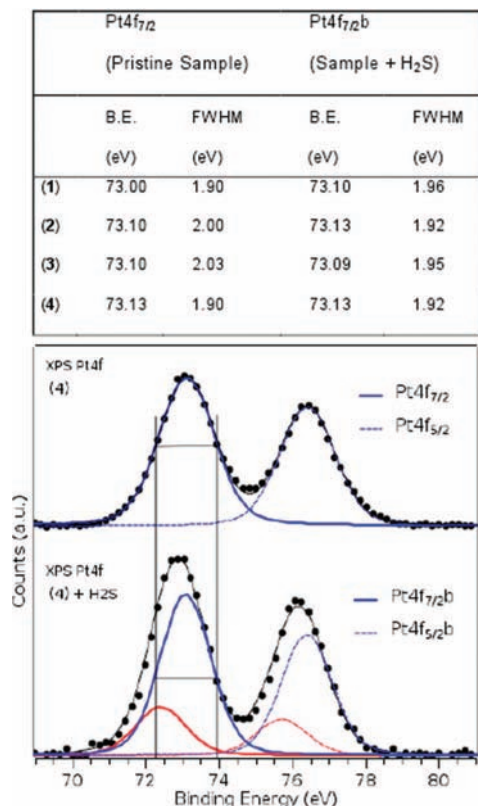 Pt4f7/2 Pt4f7/2b
(Pristine Sample) (Sample + H2S)
B.E. FWHM B.E. FWHM
(eV) (eV) (eV) (eV)
(1) 73.00 1.90 73.10 1.96
(2) 73.10 2.00 73.13 1.92
(3) 73.10 2.03 73.09 1.95
(4) 73.13 1.90 73.13 1.92
XPS Pt4f
(4)
Pt4f7/2
Pt4f5/2
XPS Pt4f
(4) + H2S
Pt4f7/2b
Pt4f5/2b
Counts (a.u.)
70 72 74 76 78 80
Binding Energy (eV)